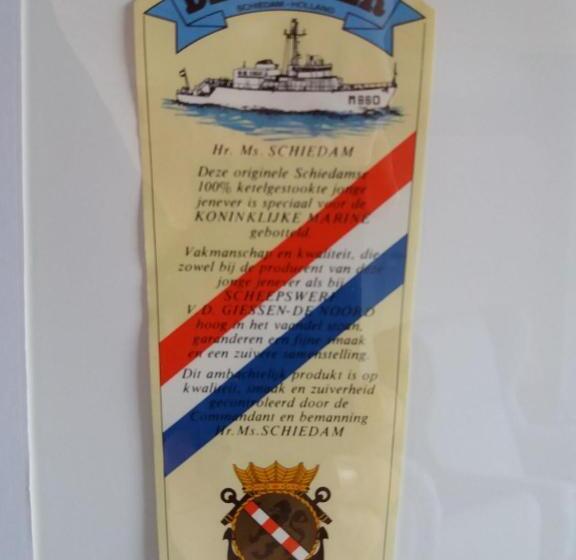 SCHIEDAM - HOLLAND
M860
Hr. Ms. SCHIEDAM
Deze originele Schiedamse
100% ketelgestookte jonge
jenever is speciaal voor de
KONINKLIJKE MARINE
gebotteld.
Vakmanschap en kwaliteit, die
zowel bij de producent van deze
jonge jenever als bij
SCHEEPSWERF
V.D. GIESSEN-DE NOORD
hoog in het vaandel staan,
garanderen een fijne smaak
en een zuivere samenstelling.
Dit ambachtelijk produkt is op
kwaliteit, smaak en zuiverheid
gecontroleerd door de
Commandant en bemanning
Hr.Ms.SCHIEDAM